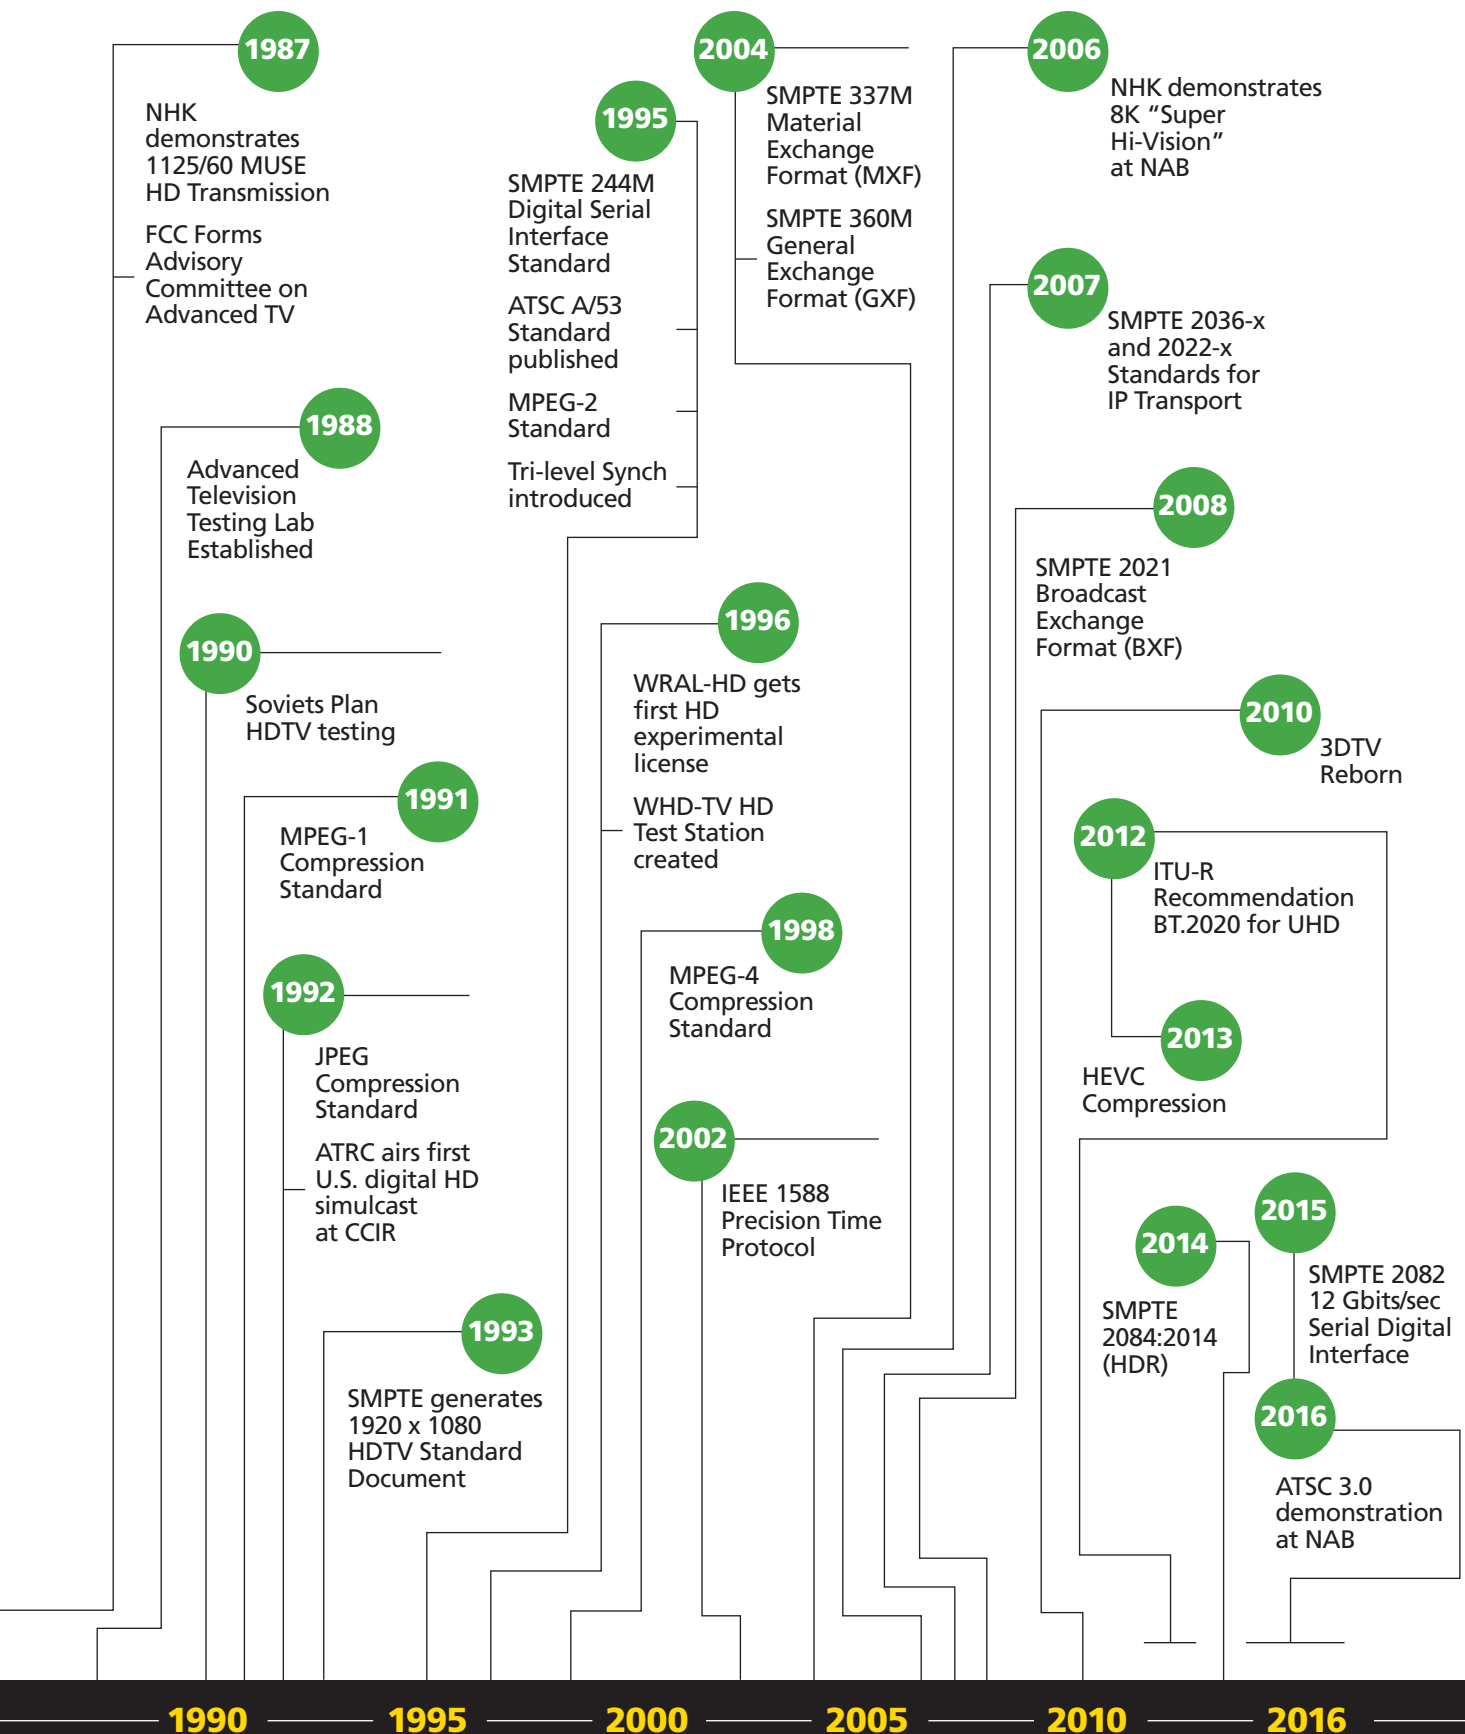 1987
NHK
demonstrates
1125/60 MUSE
HD Transmission
FCC Forms
Advisory
Committee on
Advanced TV
1988
Advanced
Television
Testing Lab
Established
1990
Soviets Plan
HDTV testing
1991
MPEG-1
Compression
Standard
1992
JPEG
Compression
Standard
ATRC airs first
U.S. digital HD
simulcast
at CCIR
1993
SMPTE generates
1920 x 1080
HDTV Standard
Document
1995
SMPTE 244M
Digital Serial
Interface
Standard
ATSC A/53
Standard
published
MPEG-2
Standard
Tri-level Synch
introduced
1996
WRAL-HD gets
first HD
experimental
license
WHD-TV HD
Test Station
created
1998
MPEG-4
Compression
Standard
2002
IEEE 1588
Precision Time
Protocol
2004
SMPTE 337M
Material
Exchange
Format (MXF)
SMPTE 360M
General
Exchange
Format (GXF)
2006
NHK demonstrates
8K “Super
Hi-Vision”
at NAB
2007
SMPTE 2036-x
and 2022-x
Standards for
IP Transport
2008
SMPTE 2021
Broadcast
Exchange
Format (BXF)
2010
3DTV
Reborn
2012
ITU-R
Recommendation
BT.2020 for UHD
2013
HEVC
Compression
2014
SMPTE
2084:2014
(HDR)
2015
SMPTE 2082
12 Gbits/sec
Serial Digital
Interface
2016
ATSC 3.0
demonstration
at NAB
1990 1995 2000 2005 2010 2016